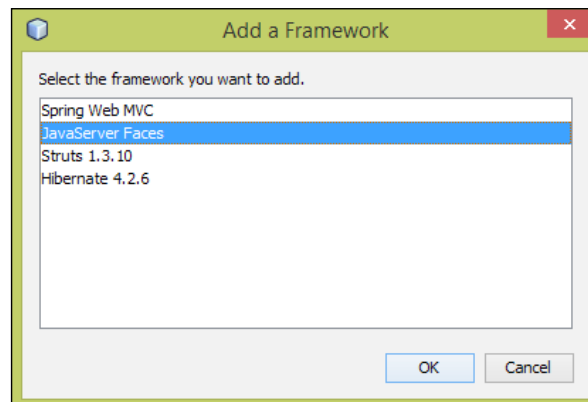 Add a Framework
Select the framework you want to add.
Spring Web MVC
JavaServer Faces
Struts 1.3.10
Hibernate 4.2.6
OK
Cancel